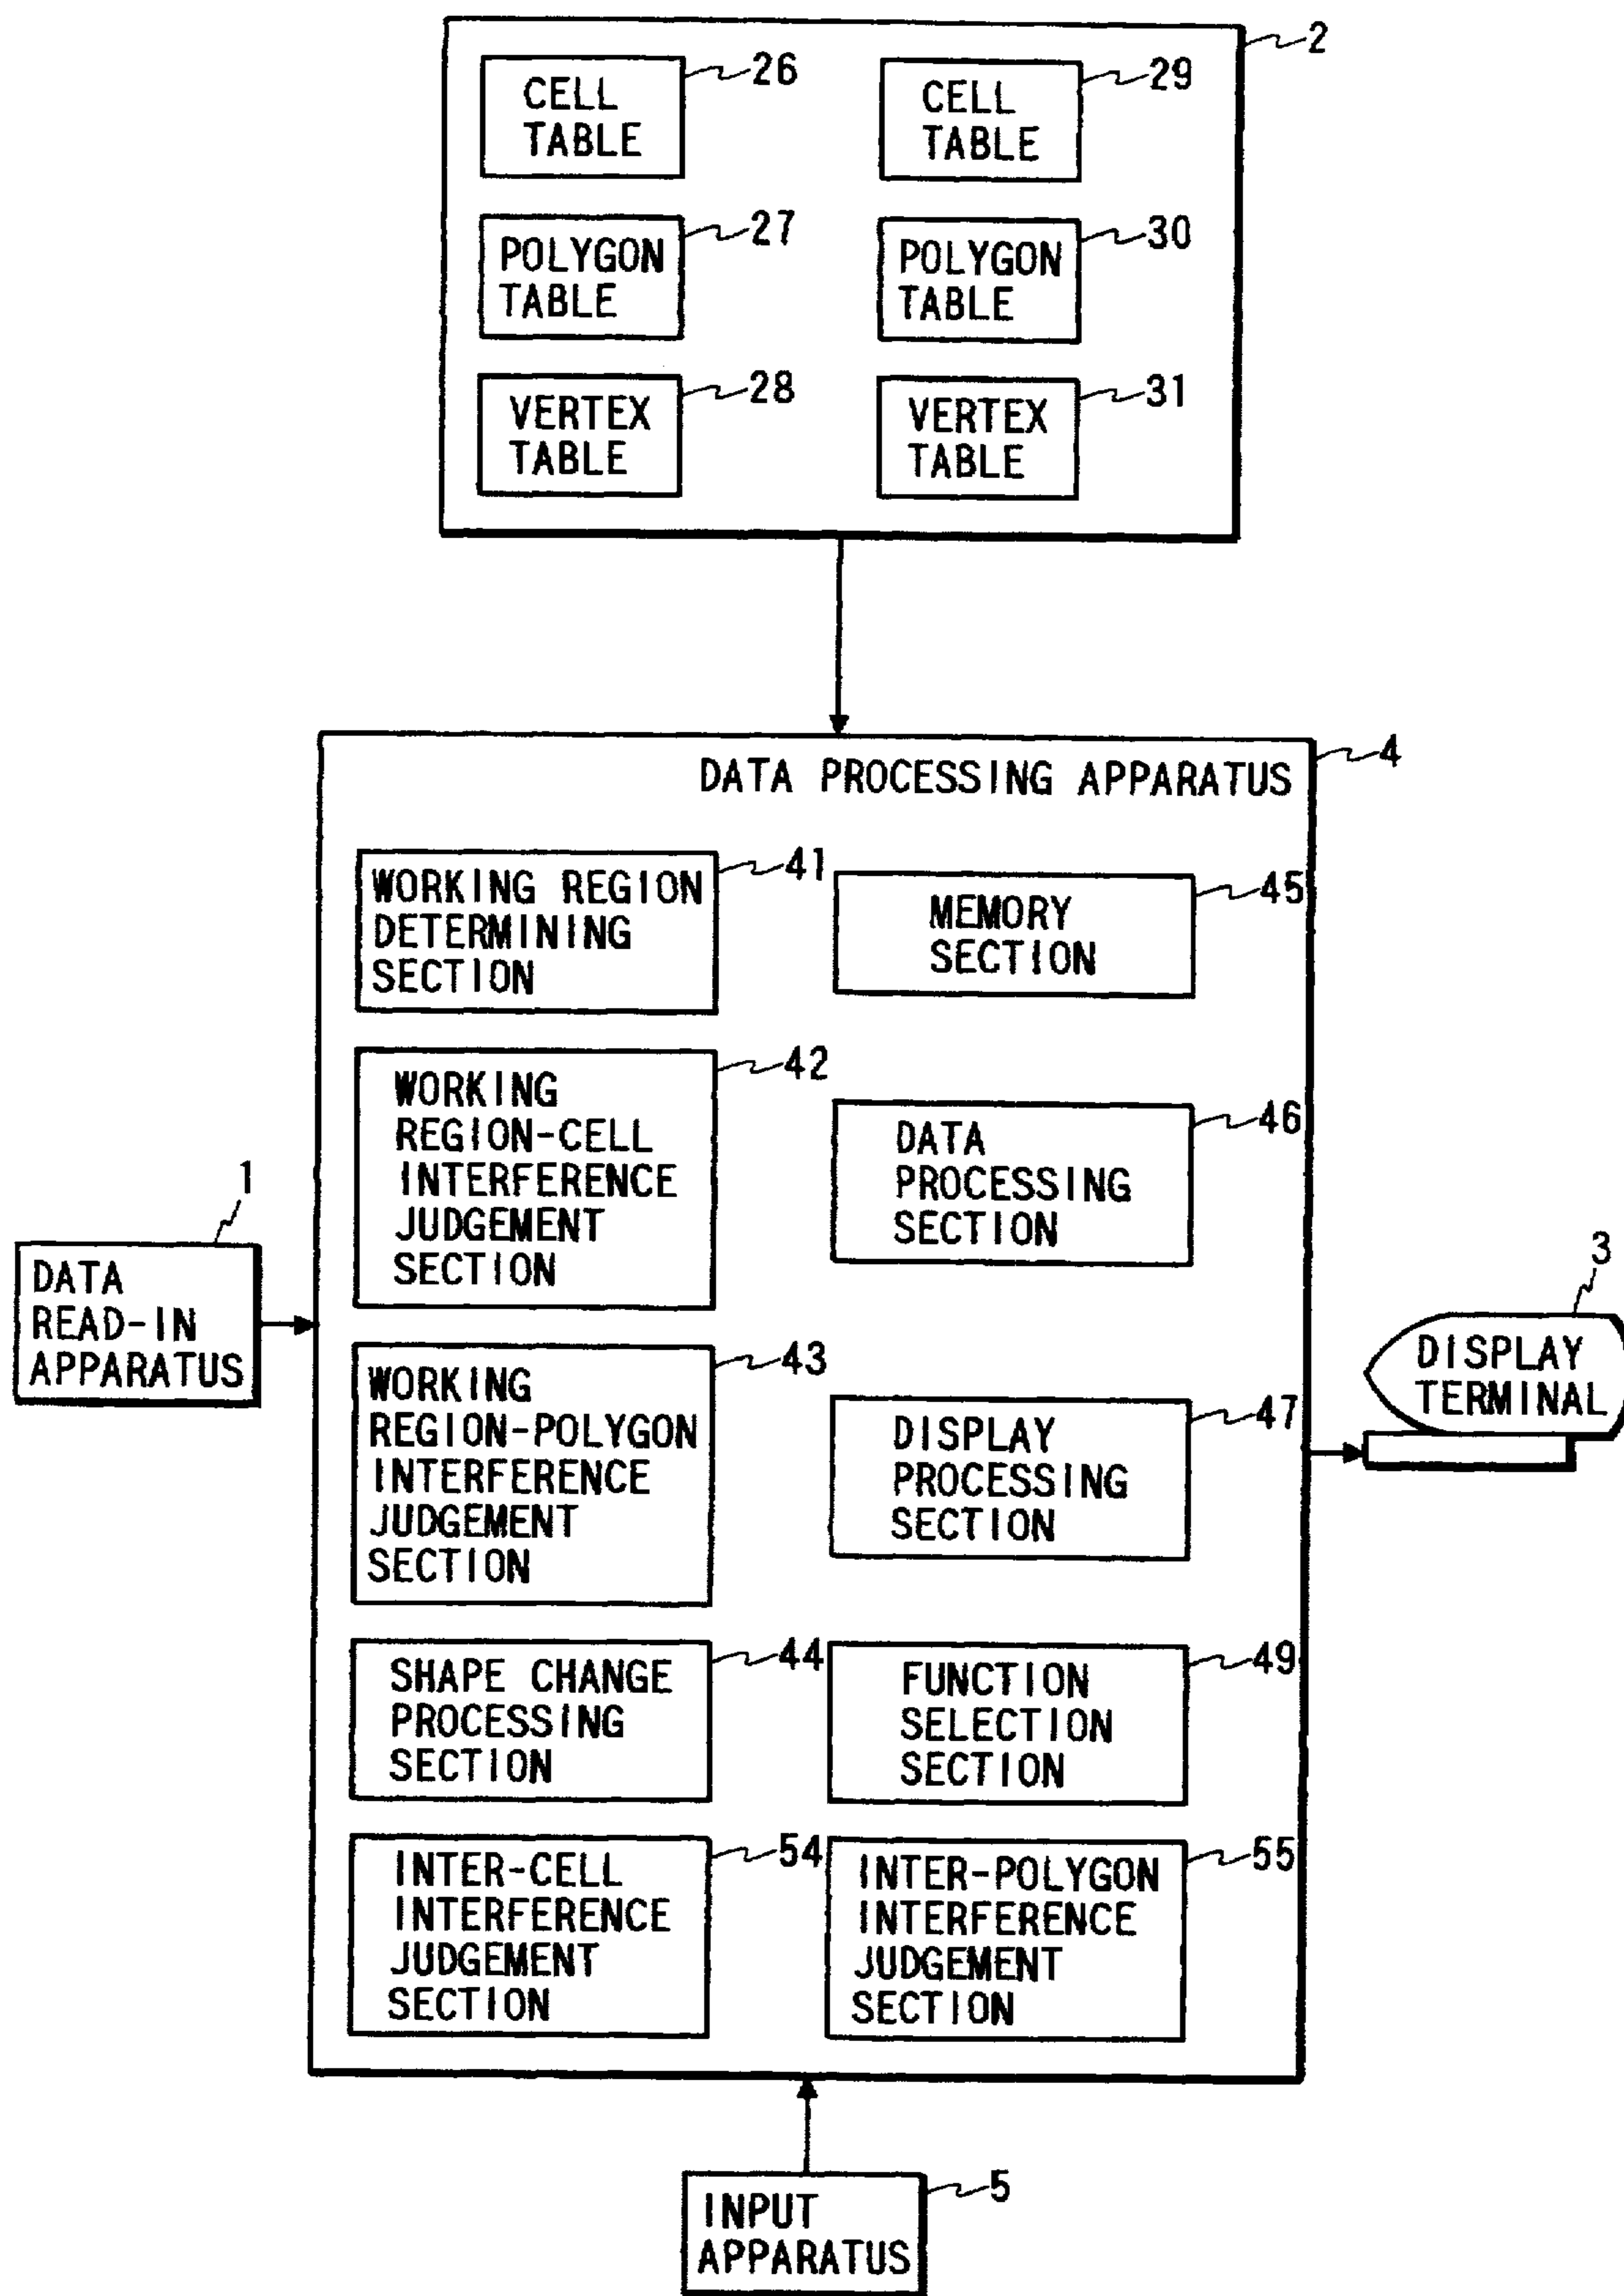 2
26
CELL
TABLE
29
CELL
TABLE
27
POLYGON
TABLE
30
POLYGON
TABLE
28
VERTEX
TABLE
31
VERTEX
TABLE
4
DATA PROCESSING APPARATUS
41
WORKING REGION
DETERMINING
SECTION
45
MEMORY
SECTION
42
WORKING
REGION-CELL
INTERFERENCE
JUDGEMENT
SECTION
46
DATA
PROCESSING
SECTION
1
DATA
READ-IN
APPARATUS
3
DISPLAY
TERMINAL
43
WORKING
REGION-POLYGON
INTERFERENCE
JUDGEMENT
SECTION
47
DISPLAY
PROCESSING
SECTION
44
SHAPE CHANGE
PROCESSING
SECTION
49
FUNCTION
SELECTION
SECTION
54
INTER-CELL
INTERFERENCE
JUDGEMENT
SECTION
55
INTER-POLYGON
INTERFERENCE
JUDGEMENT
SECTION
5
INPUT
APPARATUS